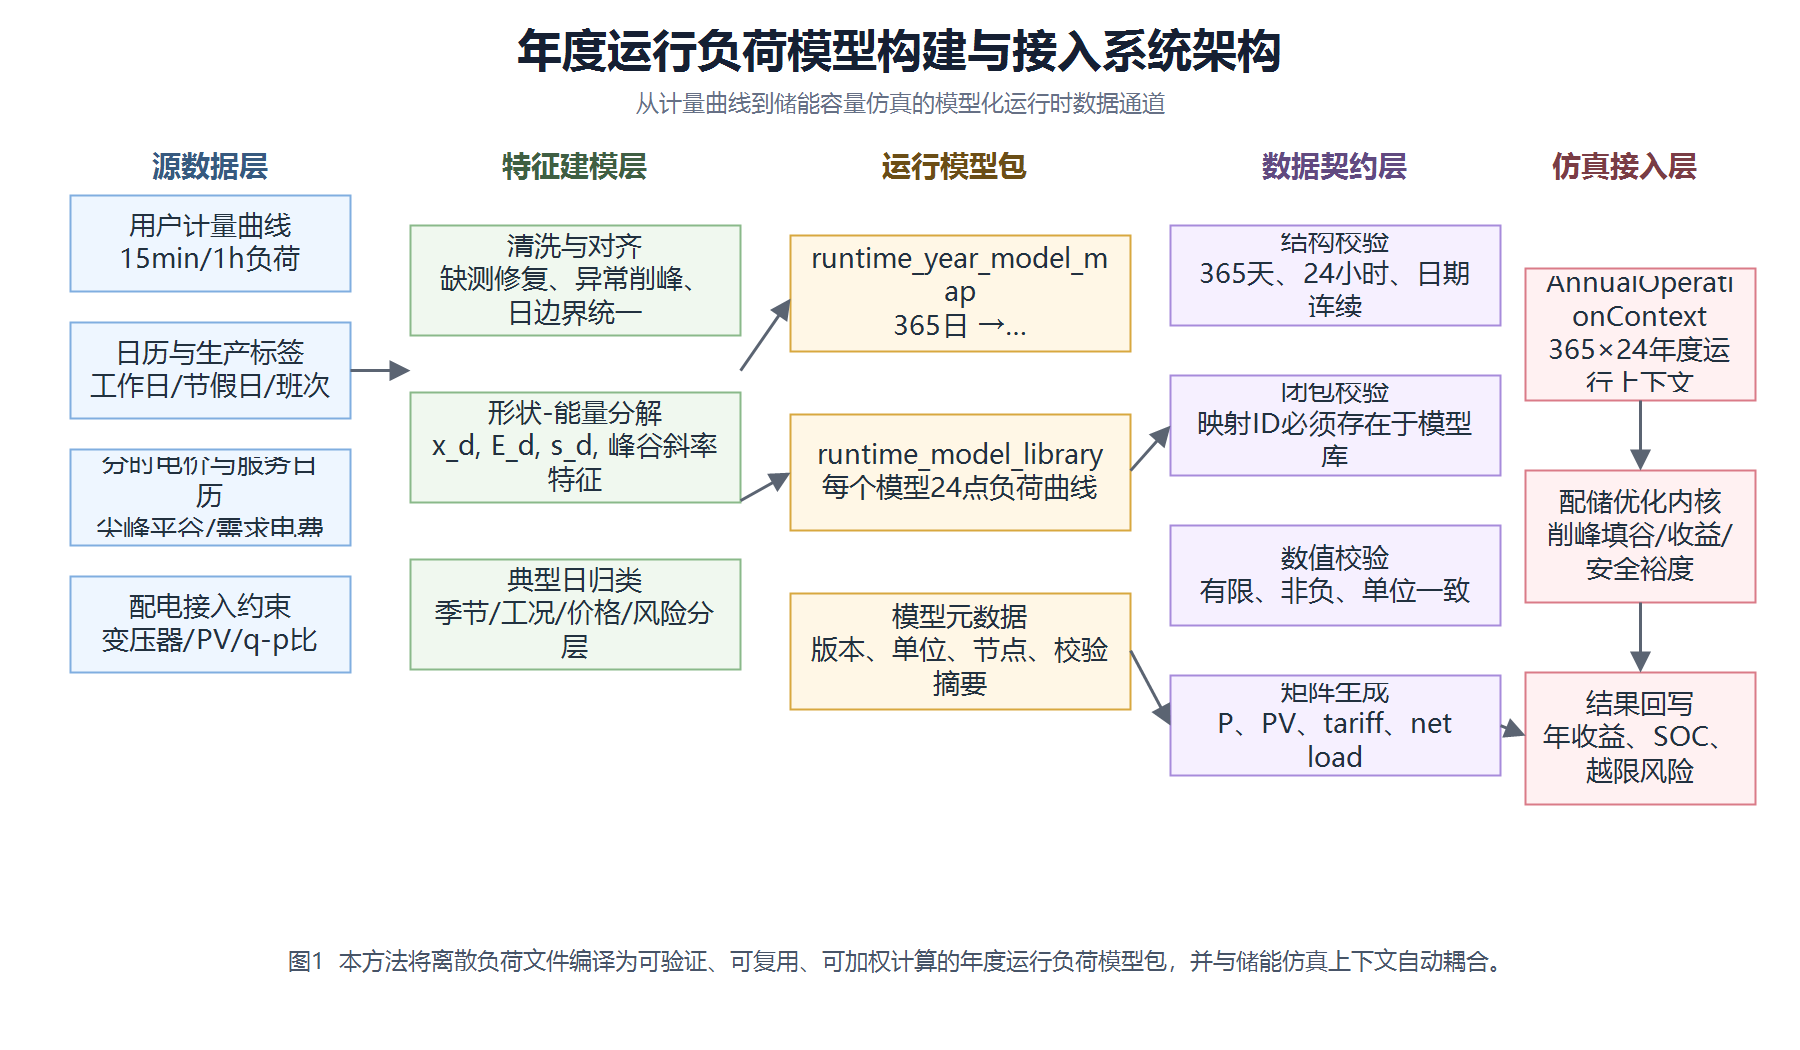 年度运行负荷模型构建与接入系统架构
从计量曲线到储能容量仿真的模型化运行时数据通道
源数据层
用户计量曲线
15min/1h负荷
日历与生产标签
工作日/节假日/班次
分时电价与服务日
历
尖峰平谷/需求电费
配电接入约束
变压器/PV/q-p比
特征建模层
清洗与对齐
缺测修复、异常削峰、
日边界统一
形状-能量分解
x_d, E_d, s_d, 峰谷斜率
特征
典型日归类
季节/工况/价格/风险分
层
运行模型包
runtime_year_model_m
ap
365日 →...
runtime_model_library
每个模型24点负荷曲线
模型元数据
版本、单位、节点、校验
摘要
数据契约层
结构校验
365天、24小时、日期
连续
闭包校验
映射ID必须存在于模型
库
数值校验
有限、非负、单位一致
矩阵生成
P、PV、tariff、net
load
仿真接入层
AnnualOperati
onContext
365×24年度运
行上下文
配储优化内核
削峰填谷/收益/
安全裕度
结果回写
年收益、SOC、
越限风险
图1 本方法将离散负荷文件编译为可验证、可复用、可加权计算的年度运行负荷模型包，并与储能仿真上下文自动耦合。